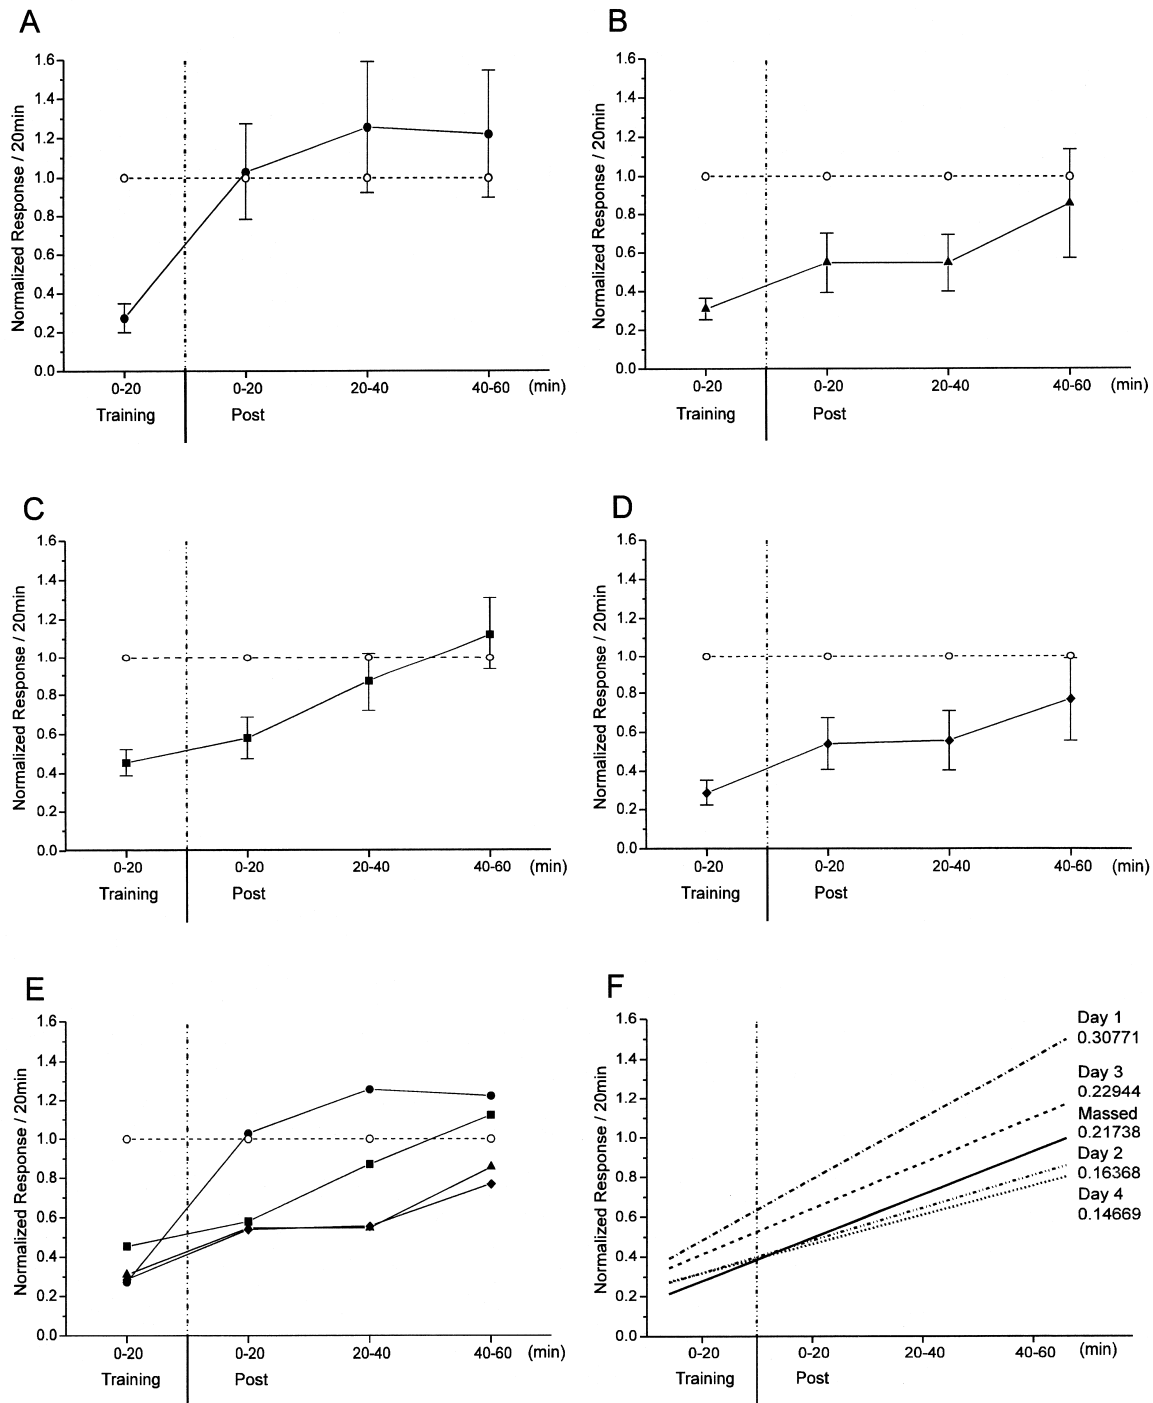 A
Normalized Response / 20min
1.6
1.4
1.2
1.0
0.8
0.6
0.4
0.2
0.0
0-20 0-20 20-40 40-60 (min)
Training Post
B
Normalized Response / 20min
1.6
1.4
1.2
1.0
0.8
0.6
0.4
0.2
0.0
0-20 0-20 20-40 40-60 (min)
Training Post
C
Normalized Response / 20min
1.6
1.4
1.2
1.0
0.8
0.6
0.4
0.2
0.0
0-20 0-20 20-40 40-60 (min)
Training Post
D
Normalized Response / 20min
1.6
1.4
1.2
1.0
0.8
0.6
0.4
0.2
0.0
0-20 0-20 20-40 40-60 (min)
Training Post
E
Normalized Response / 20min
1.6
1.4
1.2
1.0
0.8
0.6
0.4
0.2
0.0
0-20 0-20 20-40 40-60 (min)
Training Post
F
Normalized Response / 20min
1.6
1.4
1.2
1.0
0.8
0.6
0.4
0.2
0.0
0-20 0-20 20-40 40-60 (min)
Training Post
Day 1
0.30771
Day 3
0.22944
Massed
0.21738
Day 2
0.16368
Day 4
0.14669